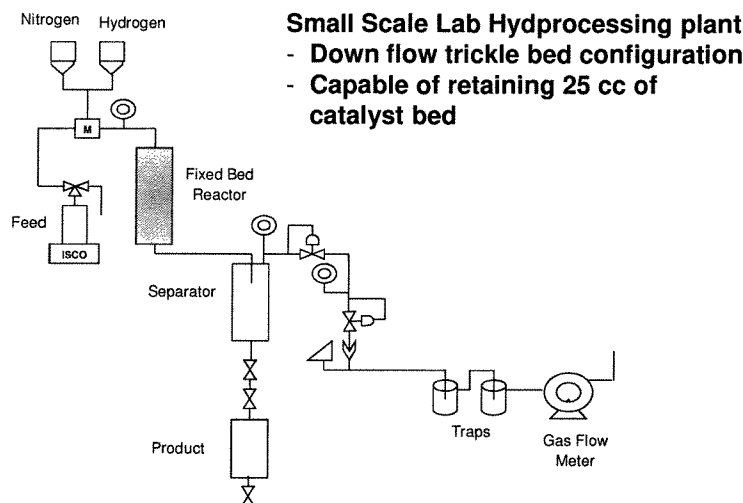 Small Scale Lab Hydprocessing plant
- Down flow trickle bed configuration
- Capable of retaining 25 cc of
catalyst bed
Nitrogen
Hydrogen
M
Fixed Bed
Reactor
Feed
ISCO
Separator
Product
Traps
Gas Flow
Meter